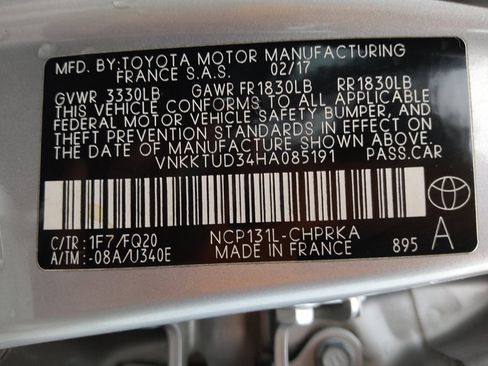 MFD. BY: TOYOTA MOTOR MANUFACTURING
FRANCE S.A.S. 02/17
GVWR 3330LB GAWR FR1830LB RR1830LB
THIS VEHICLE CONFORMS TO ALL APPLICABLE
FEDERAL MOTOR VEHICLE SAFETY BUMPER, AND
THEFT PREVENTION STANDARDS IN EFFECT ON
THE DATE OF MANUFACTURE SHOWN ABOVE.
VNKKTUD34HA085191 PASS.CAR
C/TR: 1F7/FQ20 NCP131L-CHPRKA A
A/TM: -08A/U340E MADE IN FRANCE 895